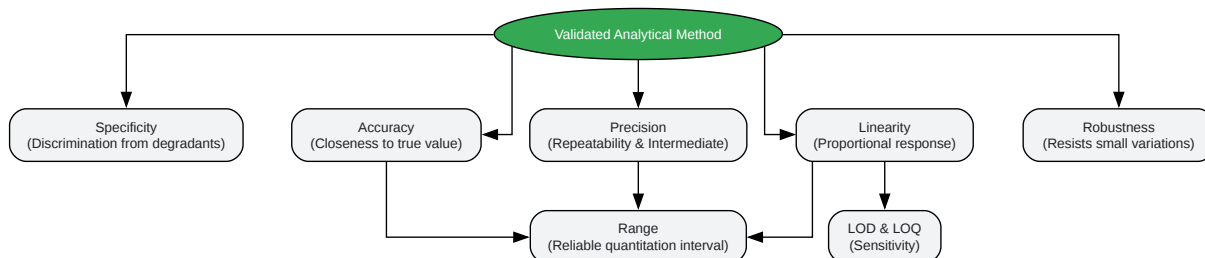 Validated Analytical Method
Specificity
(Discrimination from degradants)
Accuracy
(Closeness to true value)
Precision
(Repeatability & Intermediate)
Linearity
(Proportional response)
Robustness
(Resists small variations)
Range
(Reliable quantitation interval)
LOD & LOQ
(Sensitivity)